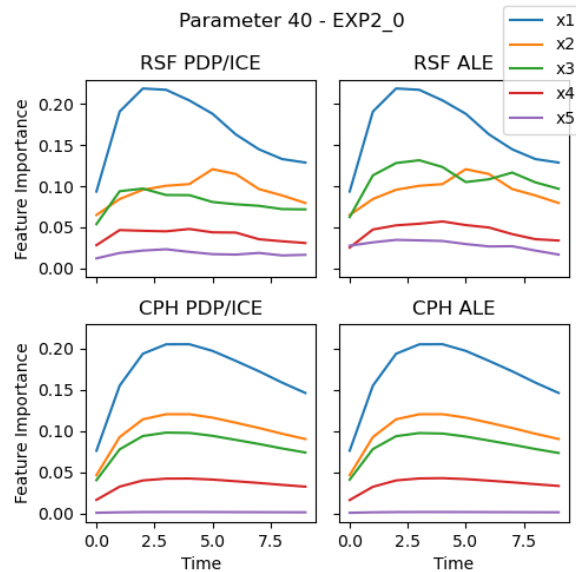 Parameter 40 - EXP2_0
x1
x2
x3
x4
x5
RSF PDP/ICE
RSF ALE
Feature Importance
0.20
0.15
0.10
0.05
0.00
CPH PDP/ICE
CPH ALE
Feature Importance
0.20
0.15
0.10
0.05
0.00
0.0 2.5 5.0 7.5
0.0 2.5 5.0 7.5
Time
Time